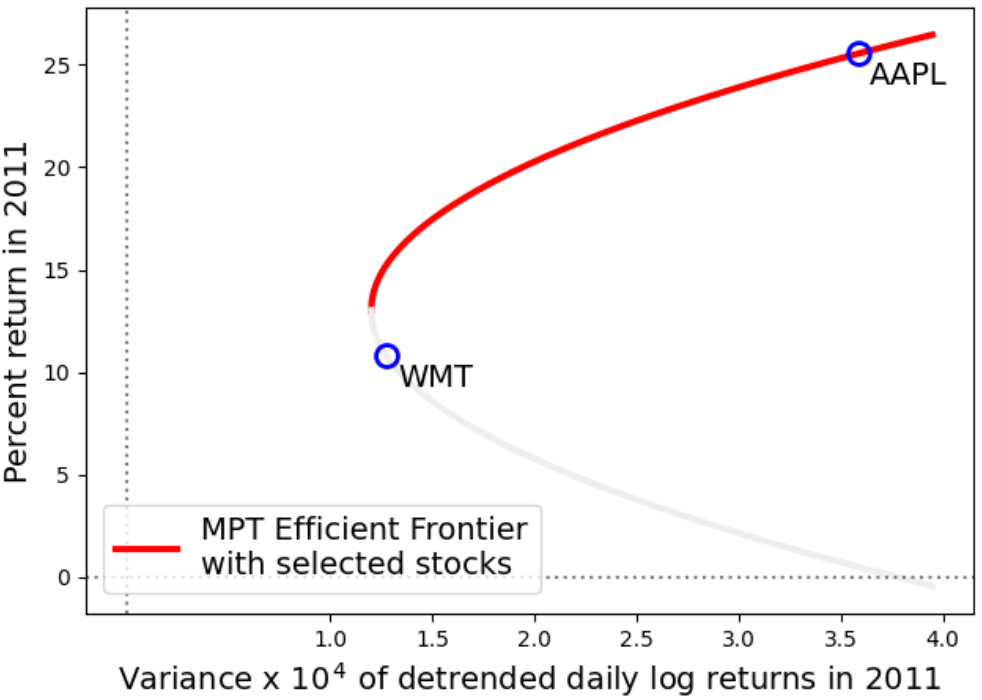 25
20
15
10
5
0
Percent return in 2011
AAPL
WMT
MPT Efficient Frontier
with selected stocks
1.0 1.5 2.0 2.5 3.0 3.5 4.0
Variance x 10⁴ of detrended daily log returns in 2011